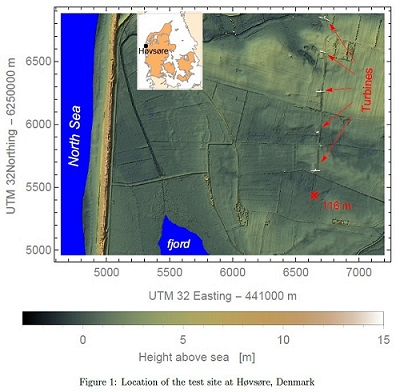 Høvsøre
North Sea
Turbines
116 m
fjord
UTM 32Northing – 6250000 m
6500
6000
5500
5000
5000
5500
6000
6500
7000
UTM 32 Easting – 441000 m
0
5
10
15
Height above sea [m]
Figure 1: Location of the test site at Høvsøre, Denmark